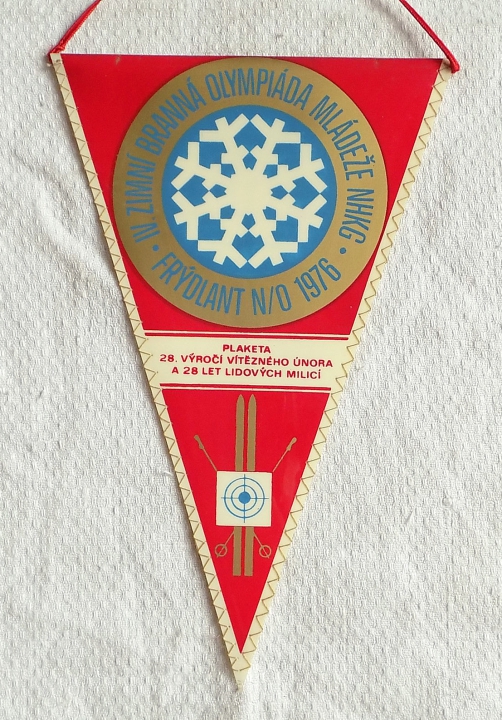 IV ZIMNÍ BRANNÁ OLYMPIÁDA MLÁDEŽE NHKG
• FRÝDLANT N/O 1976 •
PLAKETA
28. VÝROČÍ VÍTĚZNÉHO ÚNORA
A 28 LET LIDOVÝCH MILICÍ